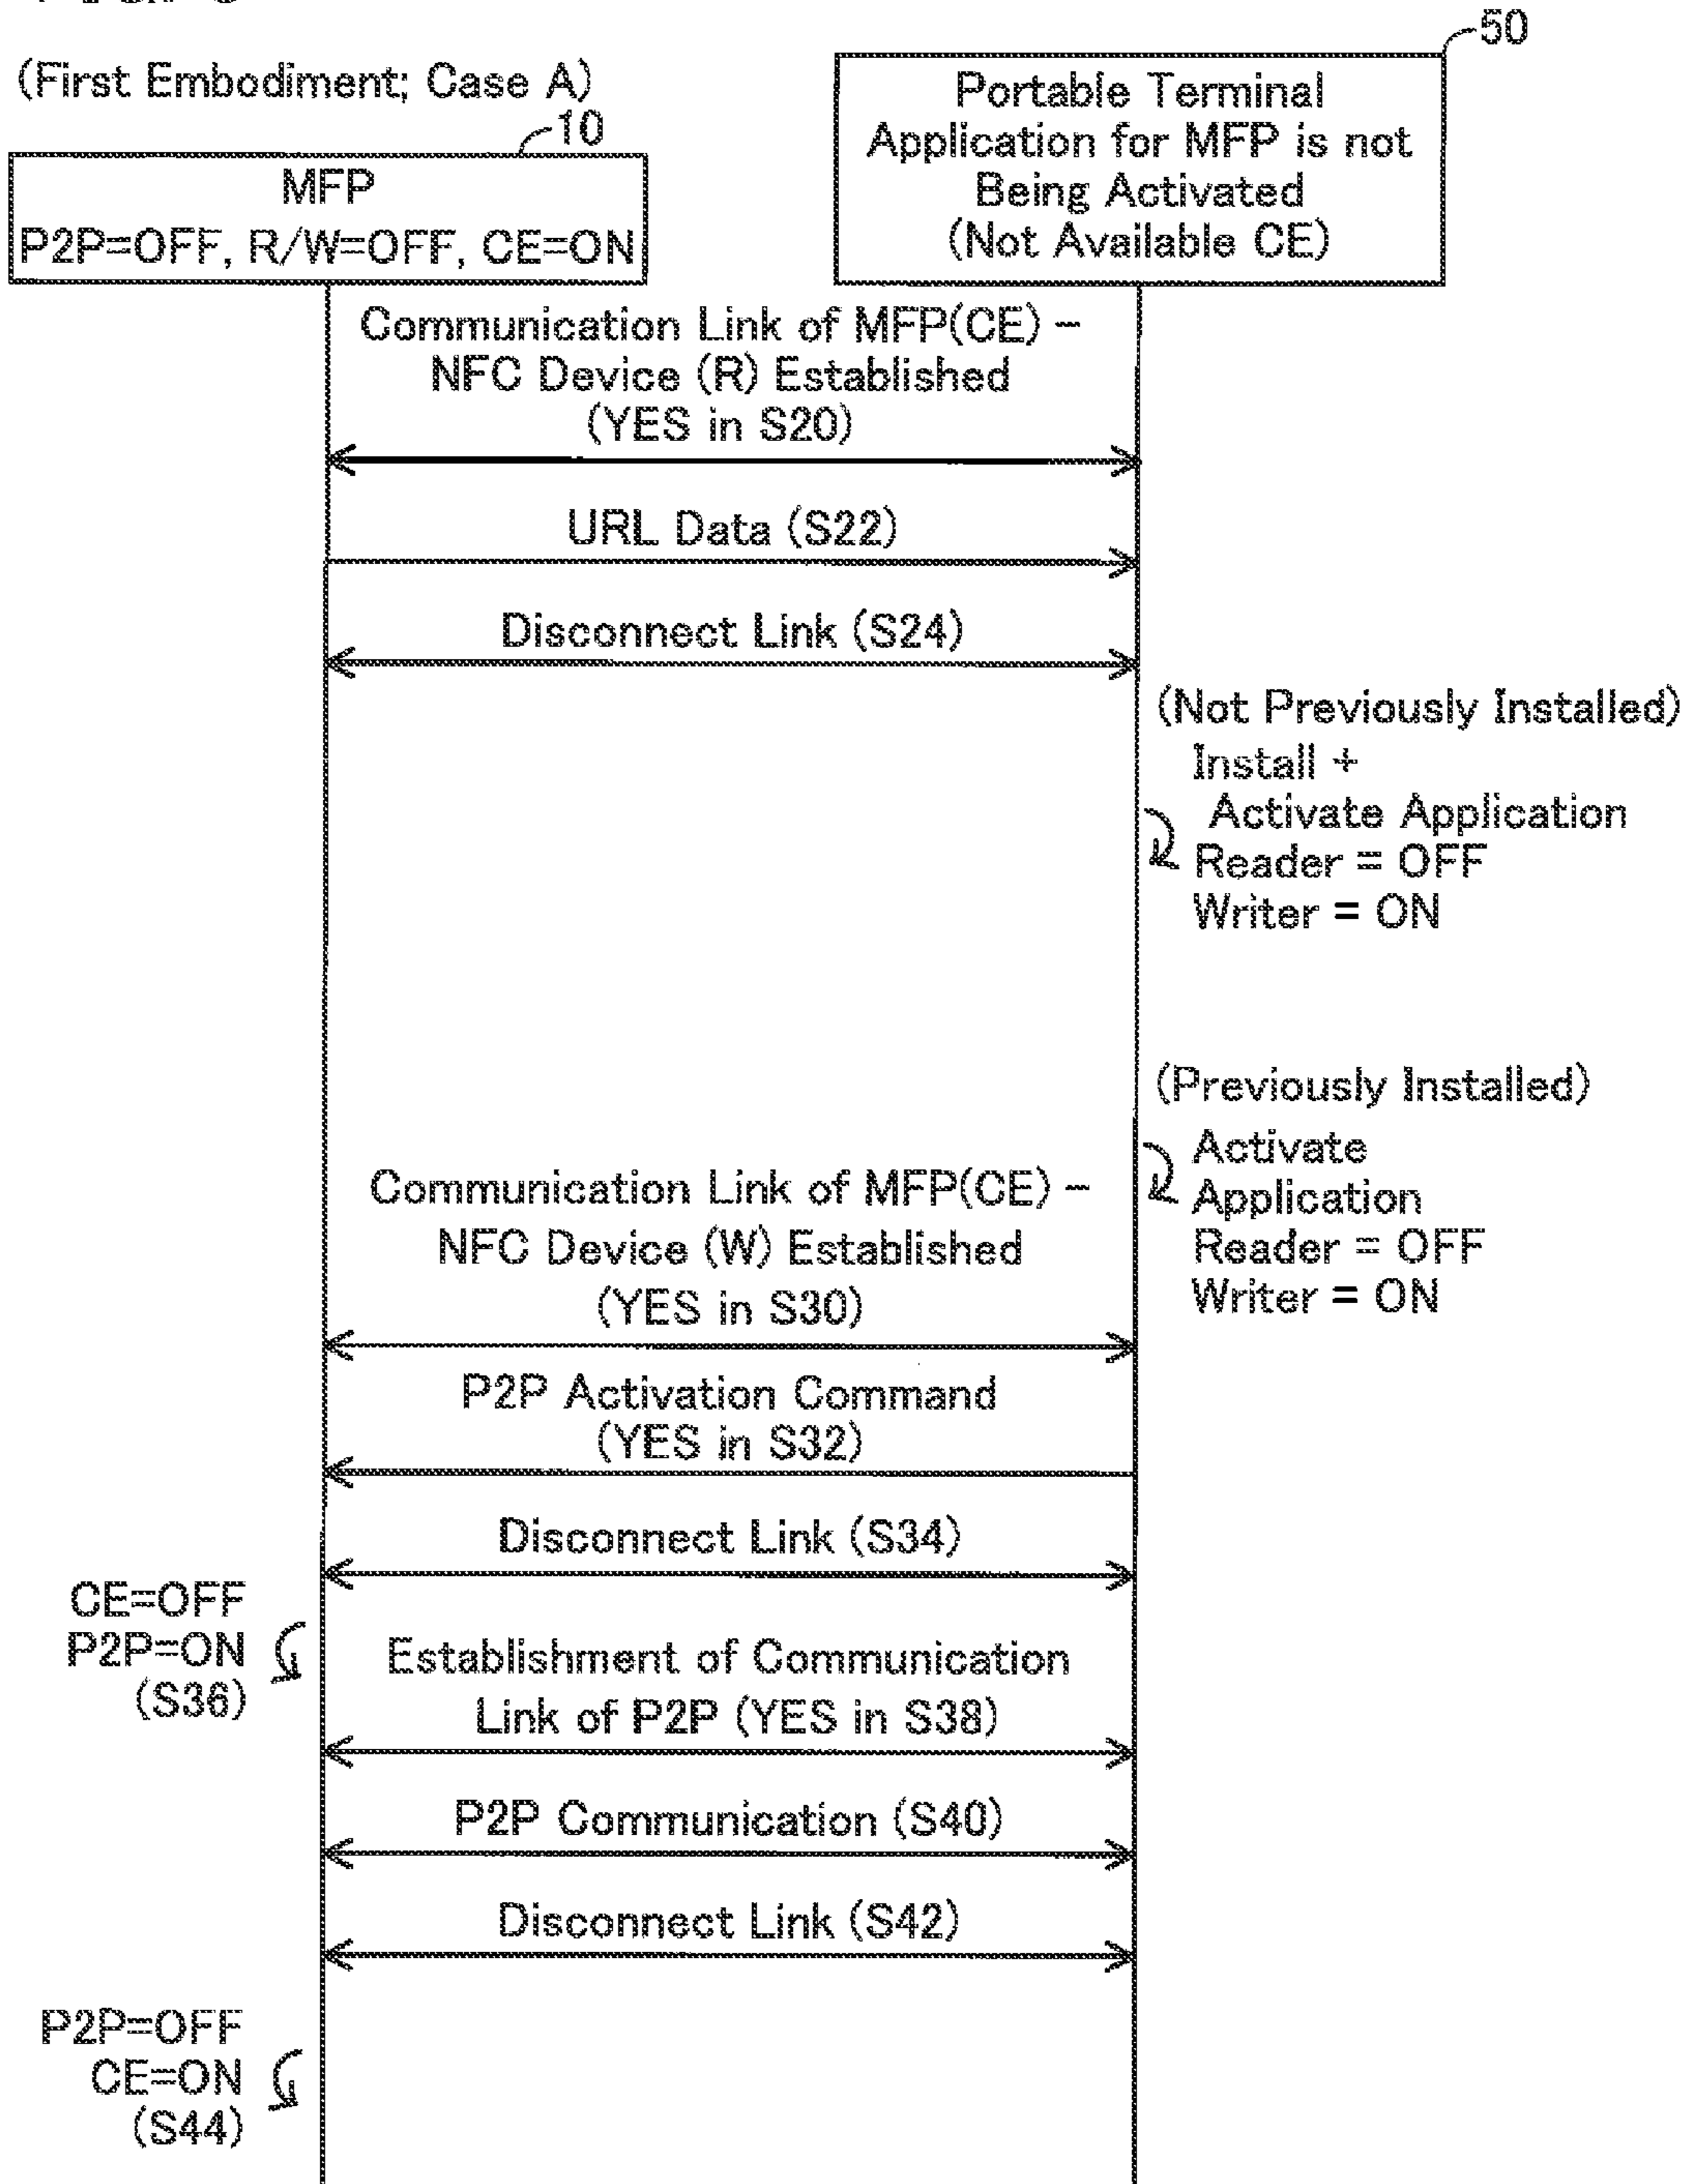 (First Embodiment; Case A)
10
MFP
P2P=OFF, R/W=OFF, CE=ON
50
Portable Terminal
Application for MFP is not
Being Activated
(Not Available CE)
Communication Link of MFP(CE) -
NFC Device (R) Established
(YES in S20)
URL Data (S22)
Disconnect Link (S24)
(Not Previously Installed)
Install +
Activate Application
Reader = OFF
Writer = ON
(Previously Installed)
Activate
Application
Reader = OFF
Writer = ON
Communication Link of MFP(CE) -
NFC Device (W) Established
(YES in S30)
P2P Activation Command
(YES in S32)
Disconnect Link (S34)
CE=OFF
P2P=ON
(S36)
Establishment of Communication
Link of P2P (YES in S38)
P2P Communication (S40)
Disconnect Link (S42)
P2P=OFF
CE=ON
(S44)